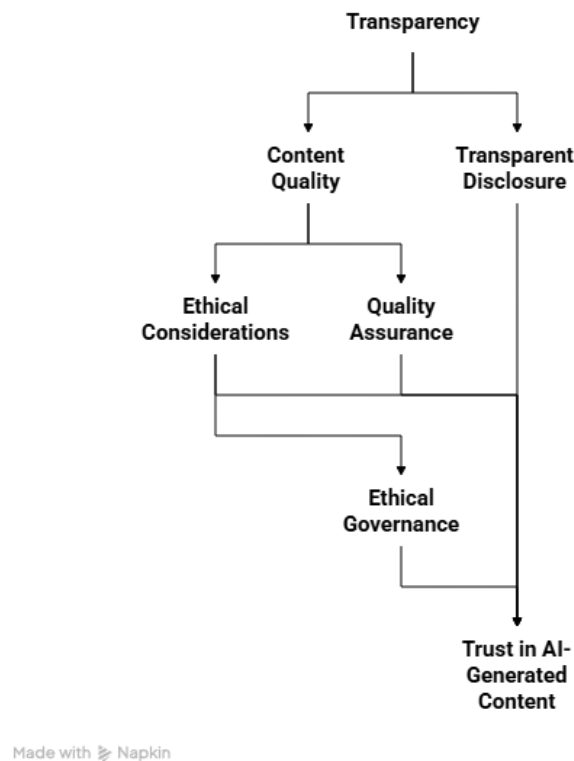 Transparency
Content
Quality
Transparent
Disclosure
Ethical
Considerations
Quality
Assurance
Ethical
Governance
Trust in AI-
Generated
Content
Made with Napkin